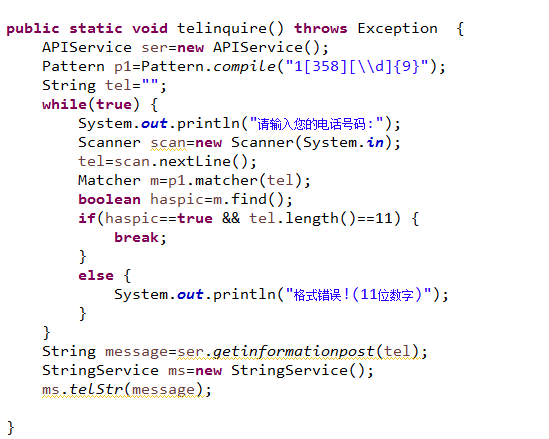 public static void telinquire() throws Exception  {
    APIService ser=new APIService();
    Pattern p1=Pattern.compile("1[358][\\d]{9}");
    String tel="";
    while(true) {
        System.out.println("请输入您的电话号码:");
        Scanner scan=new Scanner(System.in);
        tel=scan.nextLine();
        Matcher m=p1.matcher(tel);
        boolean haspic=m.find();
        if(haspic==true && tel.length()==11) {
            break;
        }
        else {
            System.out.println("格式错误!(11位数字)");
        }
    }
    String message=ser.getinformationpost(tel);
    StringService ms=new StringService();
    ms.telStr(message);
}